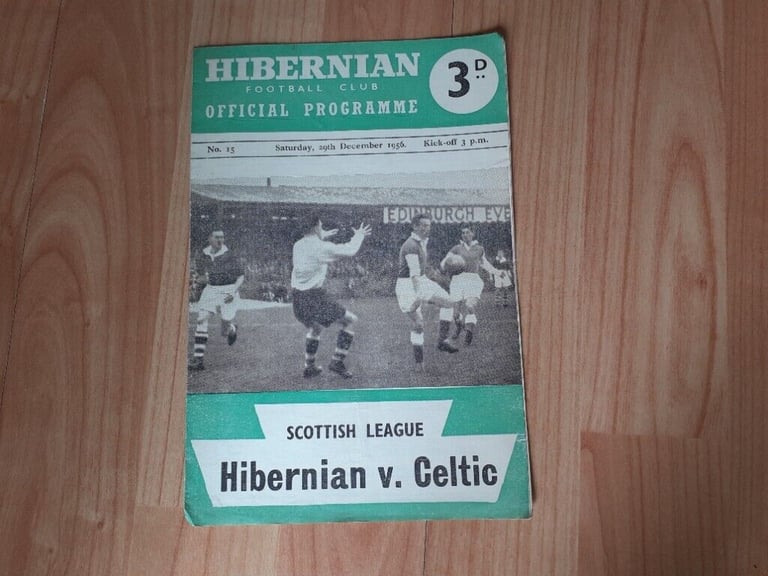 HIBERNIAN
FOOTBALL CLUB
OFFICIAL PROGRAMME
3D..
No. 15 Saturday, 29th December 1956. Kick-off 3 p.m.
EDINBURGH EVE
SCOTTISH LEAGUE
Hibernian v. Celtic